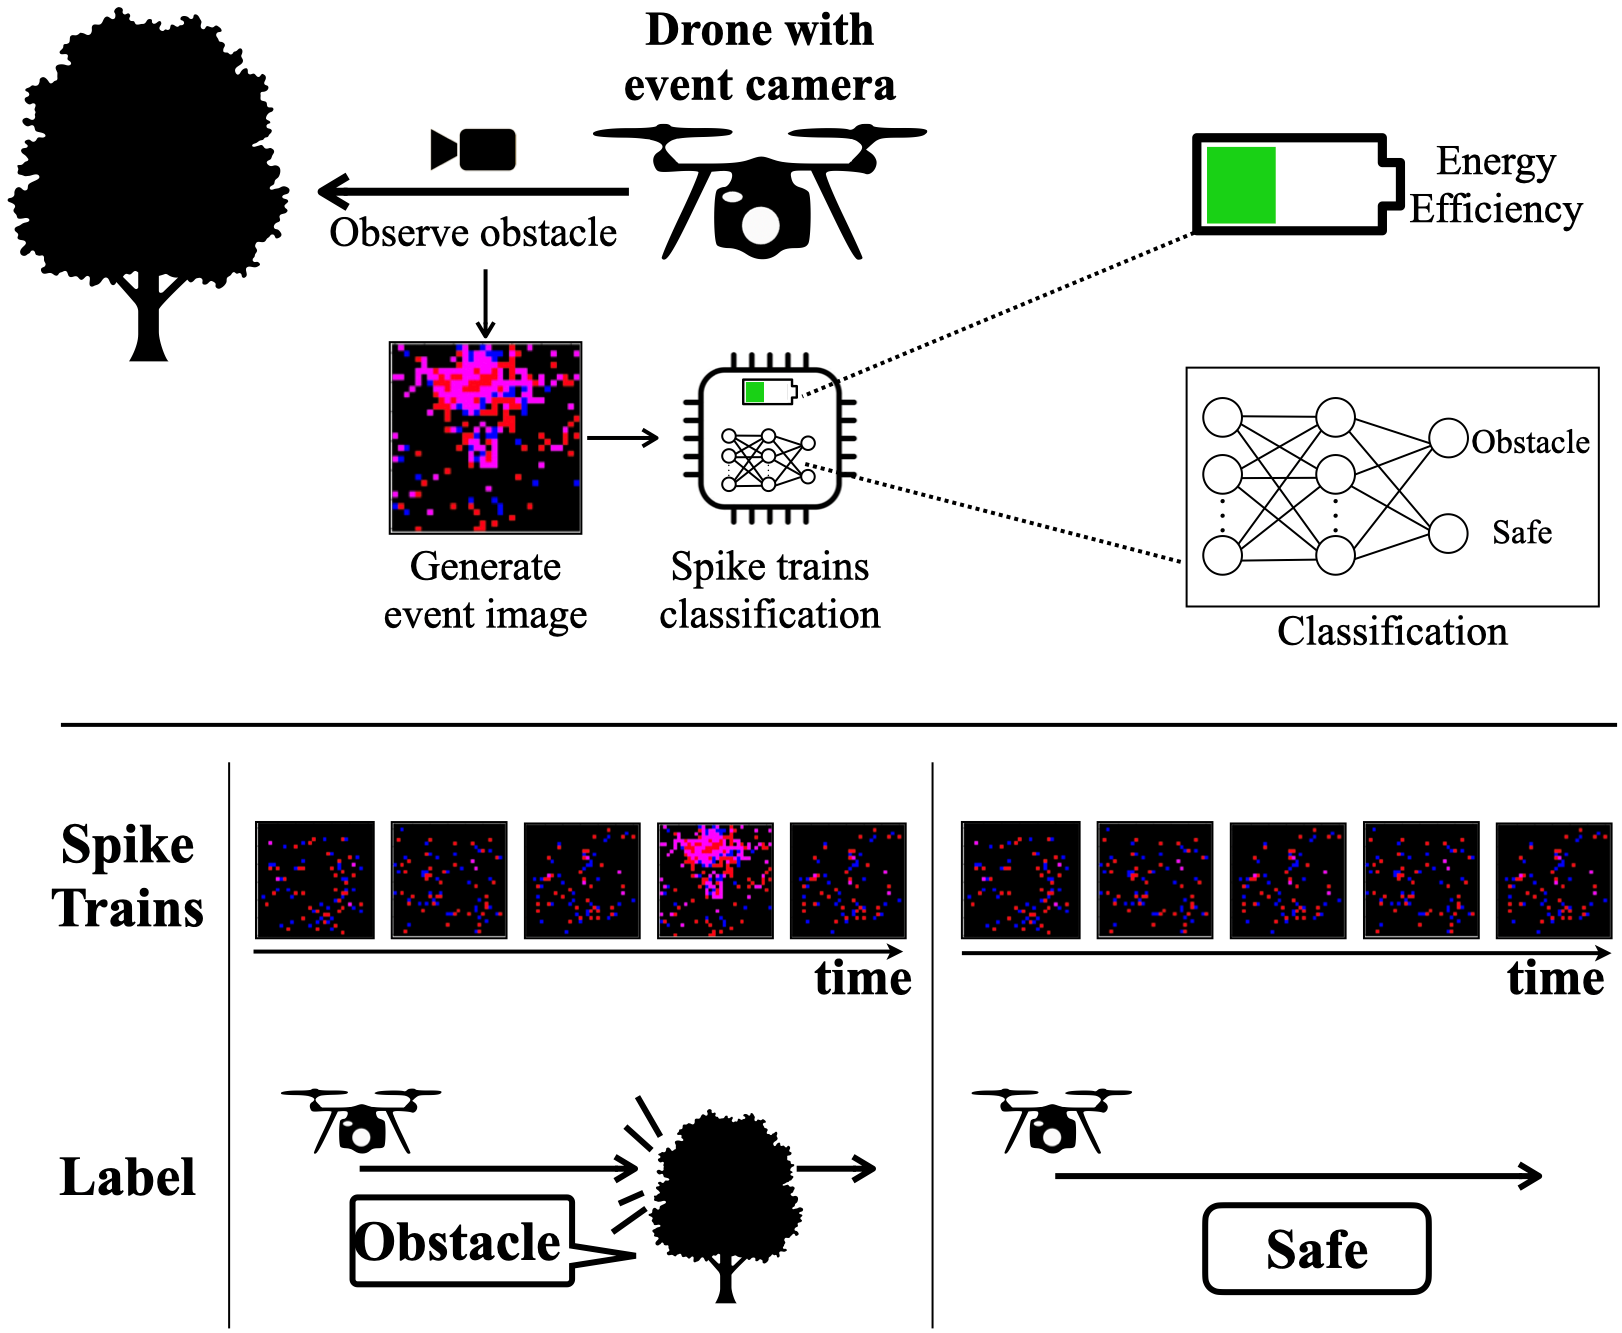 Drone with
event camera
Observe obstacle
Energy
Efficiency
Generate
event image
Spike trains
classification
Obstacle
Safe
Classification
Spike
Trains
time
time
Label
Obstacle
Safe